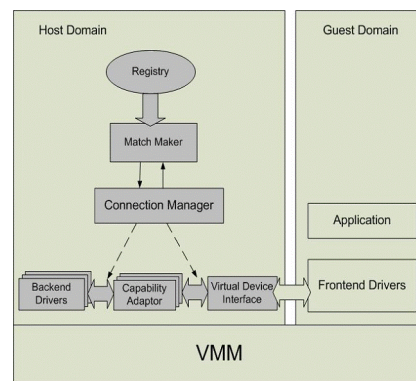 Host Domain
Guest Domain
Registry
Match Maker
Connection Manager
Application
Backend
Drivers
Capability
Adaptor
Virtual Device
Interface
Frontend Drivers
VMM